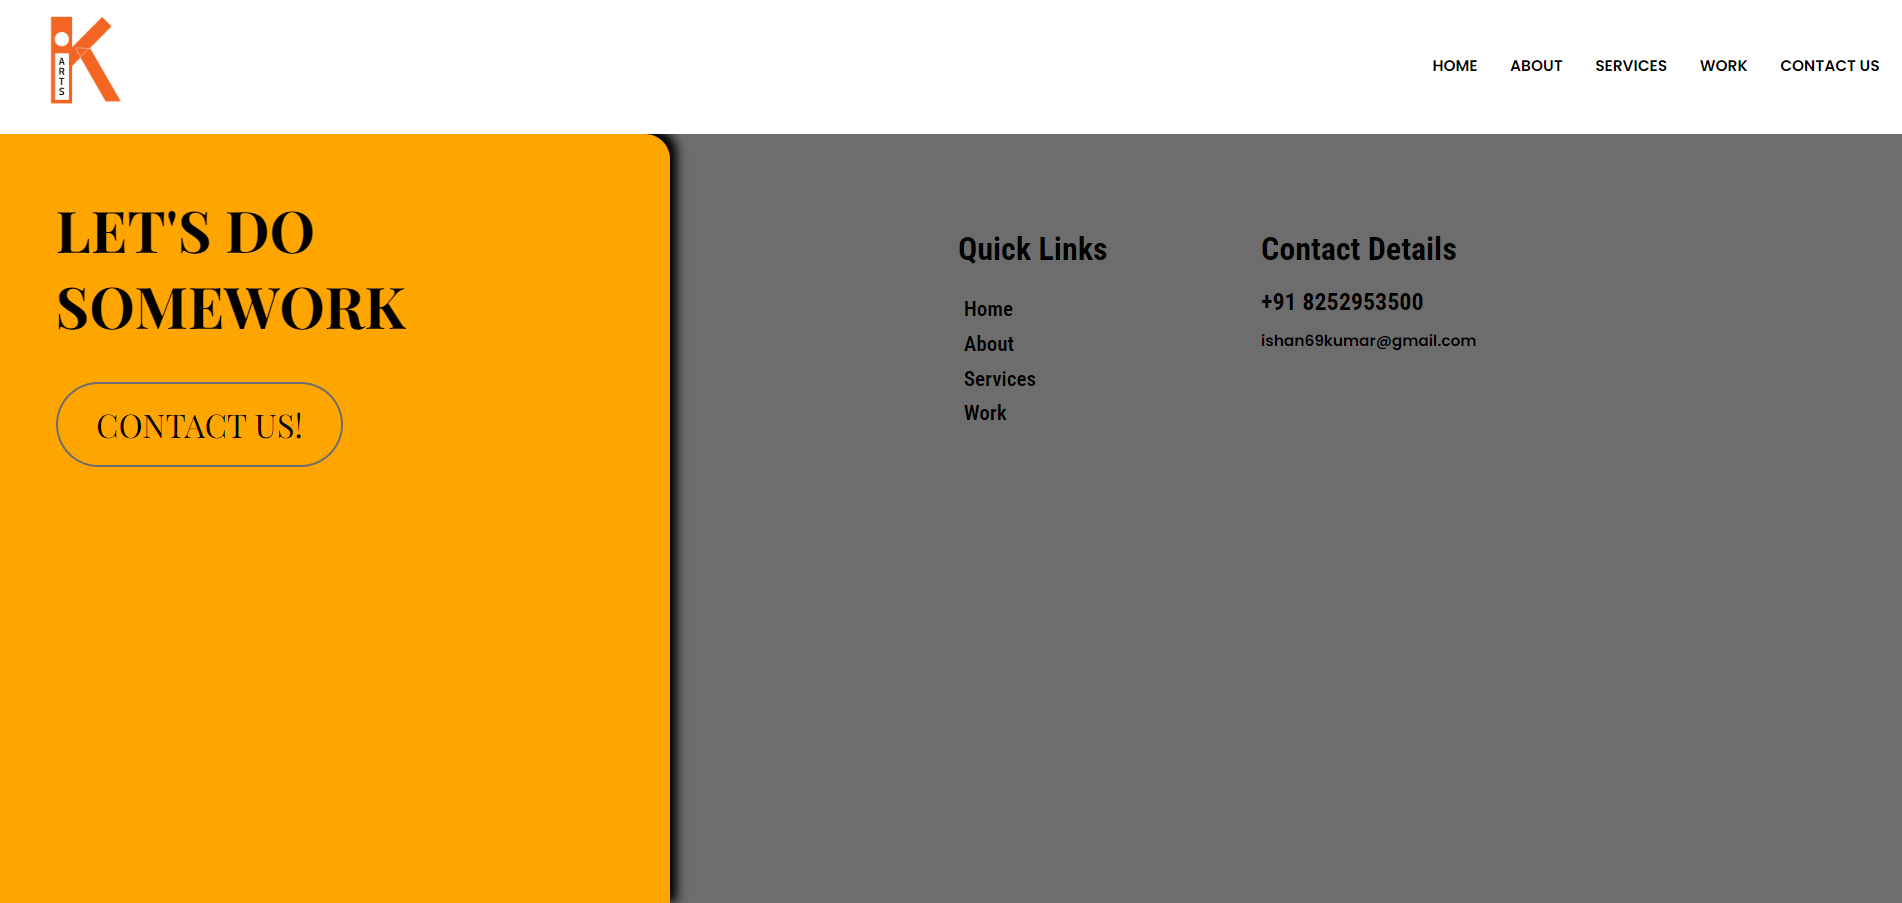 K
ARTS
HOME ABOUT SERVICES WORK CONTACT US
LET'S DO
SOMEWORK
CONTACT US!
Quick Links
Home
About
Services
Work
Contact Details
+91 8252953500
ishan69kumar@gmail.com